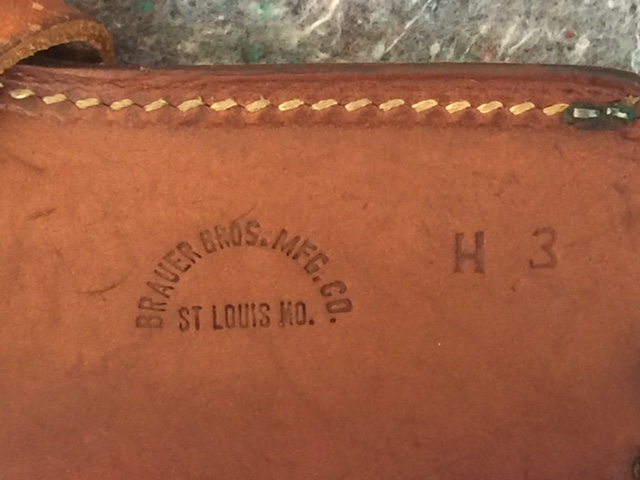 BRAUER BROS. MFG. CO.
ST LOUIS MO.
H 3